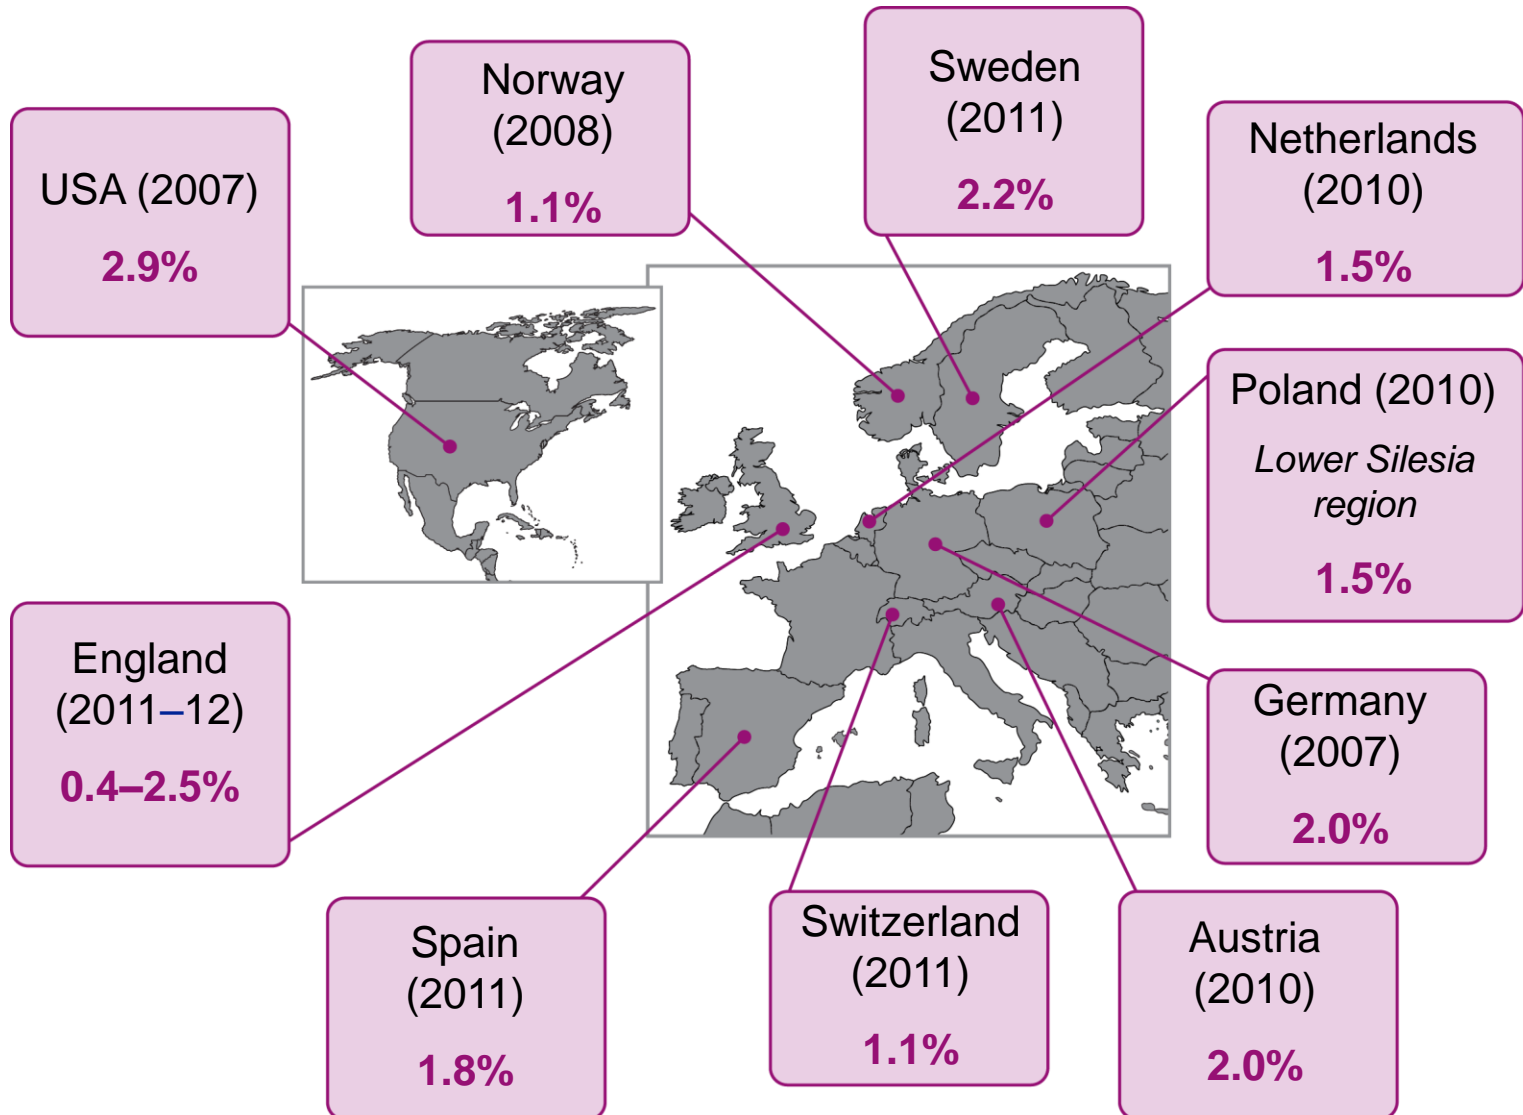 Norway
(2008)
1.1%
Sweden
(2011)
2.2%
USA (2007)
2.9%
Netherlands
(2010)
1.5%
Poland (2010)
Lower Silesia
region
1.5%
England
(2011–12)
0.4–2.5%
Germany
(2007)
2.0%
Spain
(2011)
1.8%
Switzerland
(2011)
1.1%
Austria
(2010)
2.0%